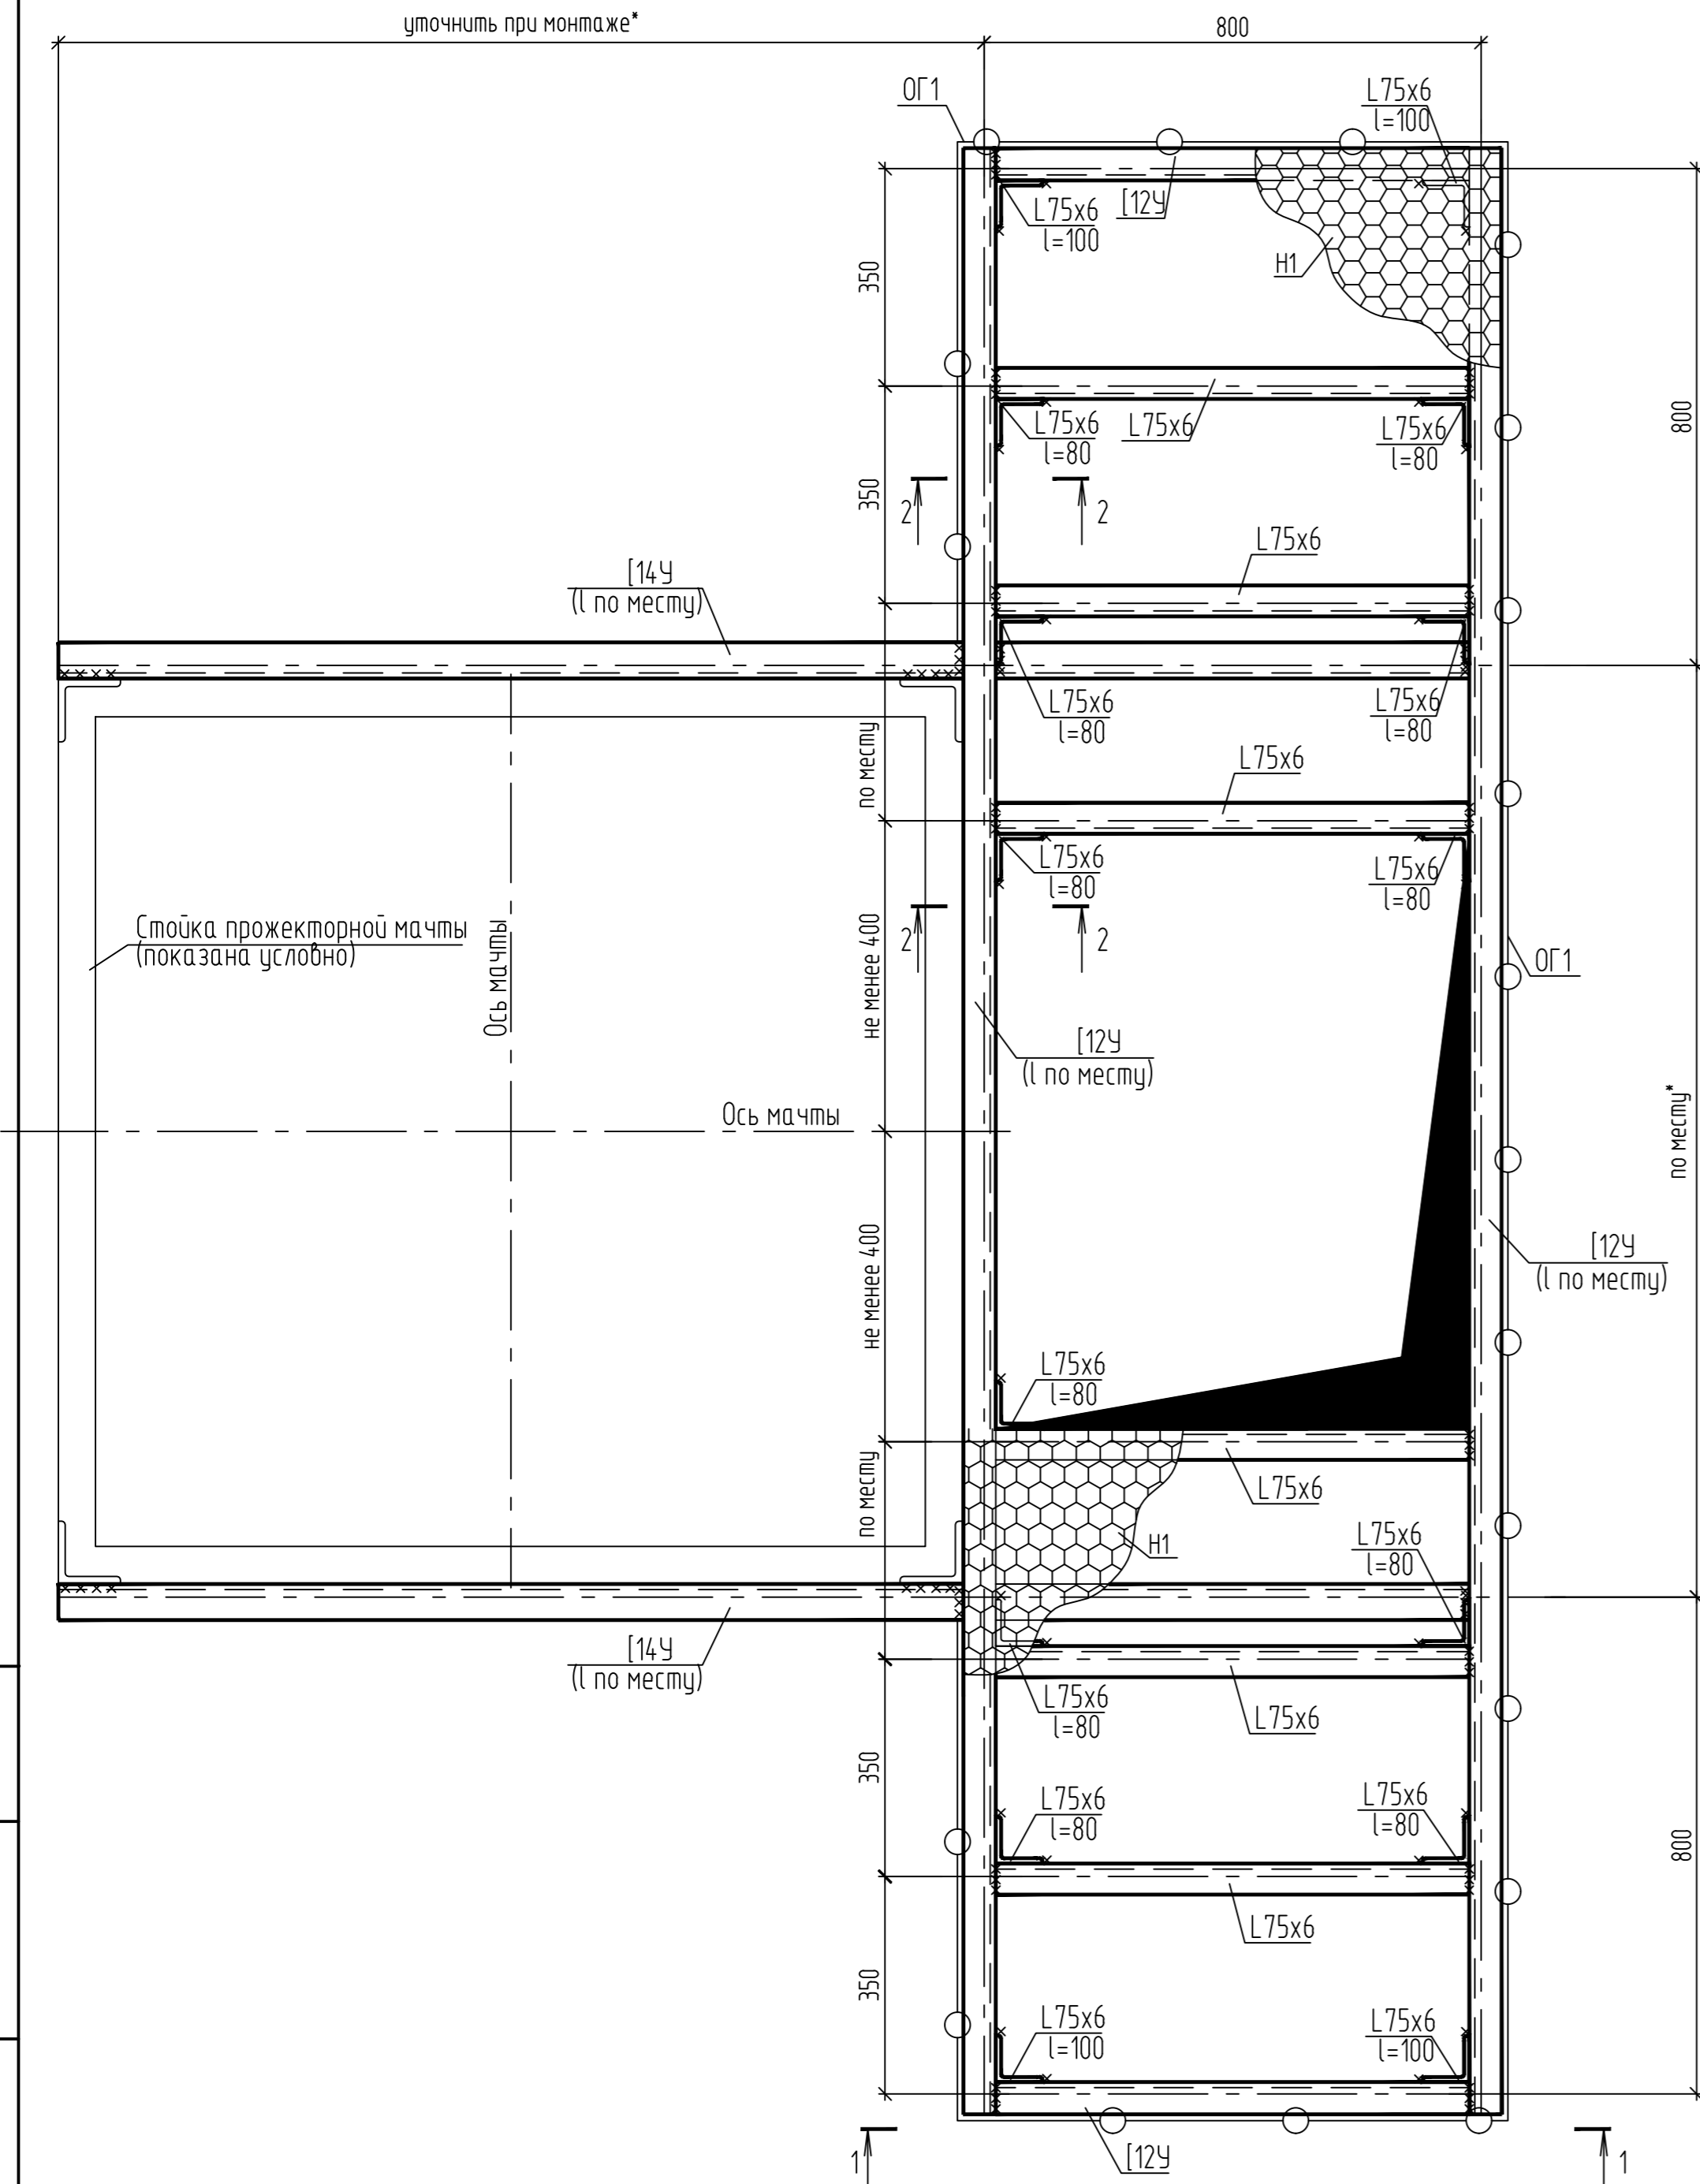 уточнить при монтаже*
800
ОГ1
L75x6
l=100
L75x6
l=100
[12У
Н1
350
L75x6
l=80
L75x6
L75x6
l=80
800
350
2
2
L75x6
[14У
(l по месту)
L75x6
l=80
L75x6
l=80
по месту
L75x6
L75x6
l=80
L75x6
l=80
Стойка прожекторной мачты
(показана условно)
Ось мачты
не менее 400
2
2
ОГ1
[12У
(l по месту)
Ось мачты
по месту*
не менее 400
[12У
(l по месту)
L75x6
l=80
по месту
L75x6
Н1
L75x6
l=80
[14У
(l по месту)
L75x6
l=80
L75x6
350
L75x6
l=80
L75x6
l=80
800
L75x6
350
L75x6
l=100
L75x6
l=100
1
[12У
1